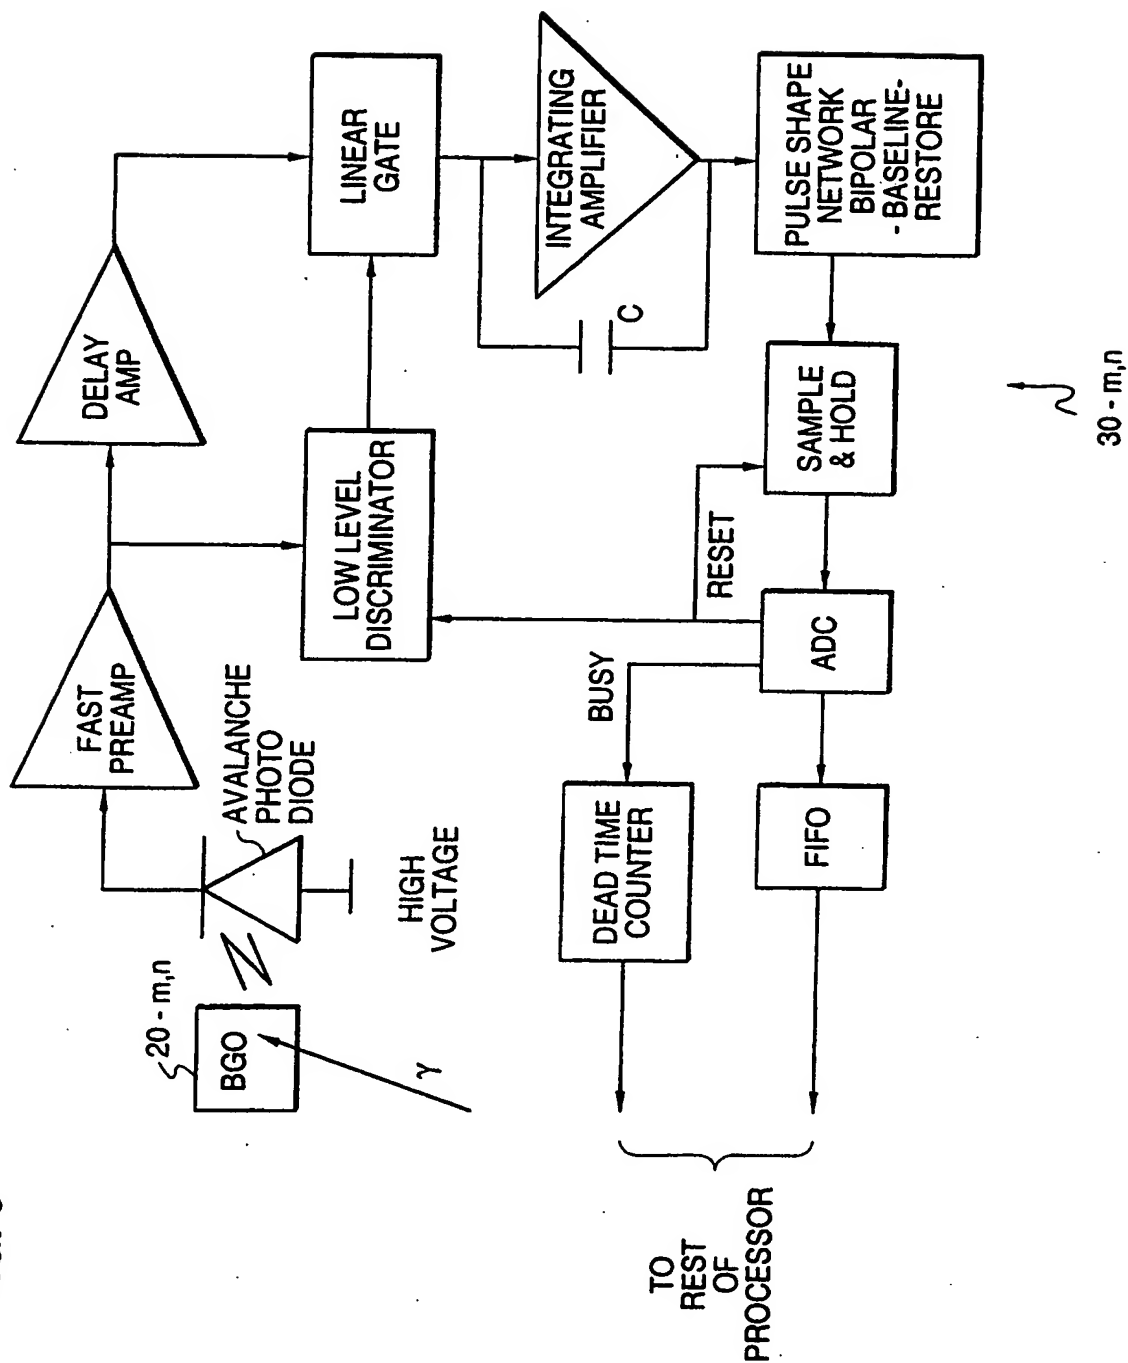 20 - m,n
BGO
γ
AVALANCHE
PHOTO
DIODE
HIGH
VOLTAGE
FAST
PREAMP
DELAY
AMP
LOW LEVEL
DISCRIMINATOR
LINEAR
GATE
INTEGRATING
AMPLIFIER
C
PULSE SHAPE
NETWORK
BIPOLAR
- BASELINE-
RESTORE
SAMPLE
& HOLD
RESET
ADC
BUSY
DEAD TIME
COUNTER
FIFO
TO
REST
OF
PROCESSOR
30 - m,n